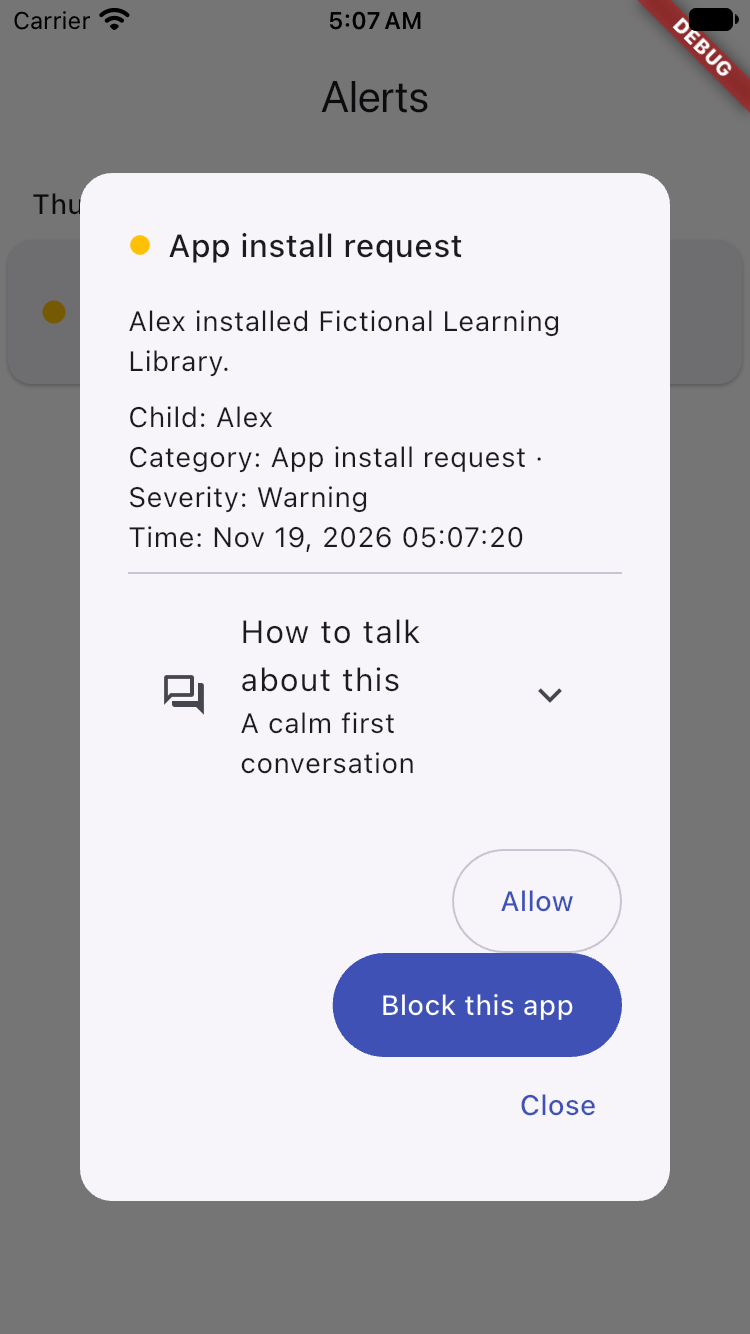 Carrier
5:07 AM
DEBUG
Alerts
Thu
App install request
Alex installed Fictional Learning
Library.
Child: Alex
Category: App install request ·
Severity: Warning
Time: Nov 19, 2026 05:07:20
How to talk
about this
A calm first
conversation
Allow
Block this app
Close